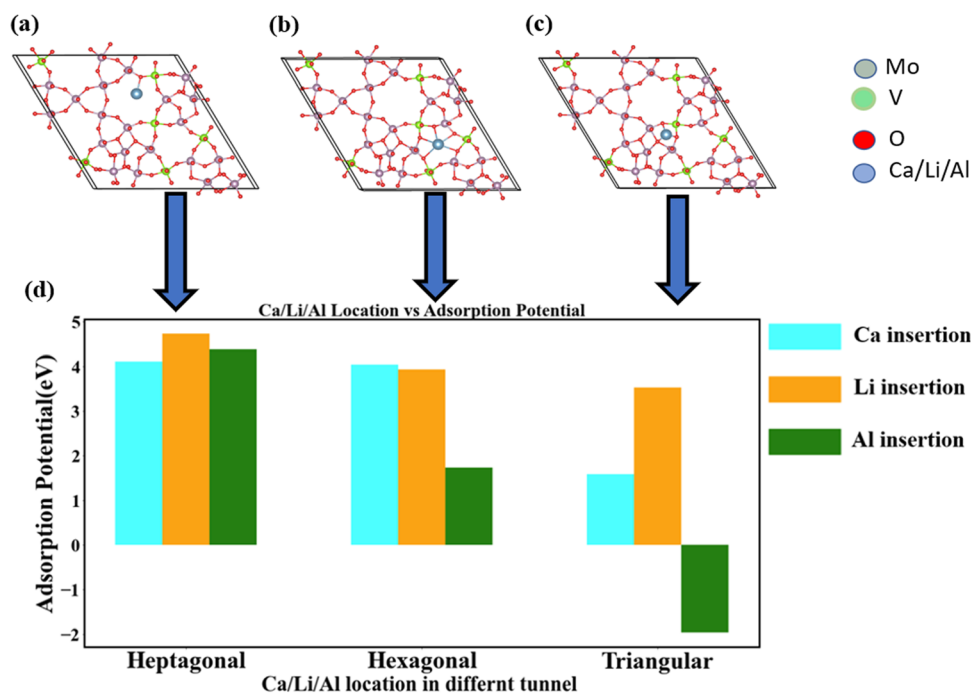 (a)
(b)
(c)
Mo
V
O
Ca/Li/Al
(d)
Ca/Li/Al Location vs Adsorption Potential
Adsorption Potential(eV)
5
4
3
2
1
0
−1
−2
Heptagonal
Hexagonal
Triangular
Ca/Li/Al location in differnt tunnel
Ca insertion
Li insertion
Al insertion